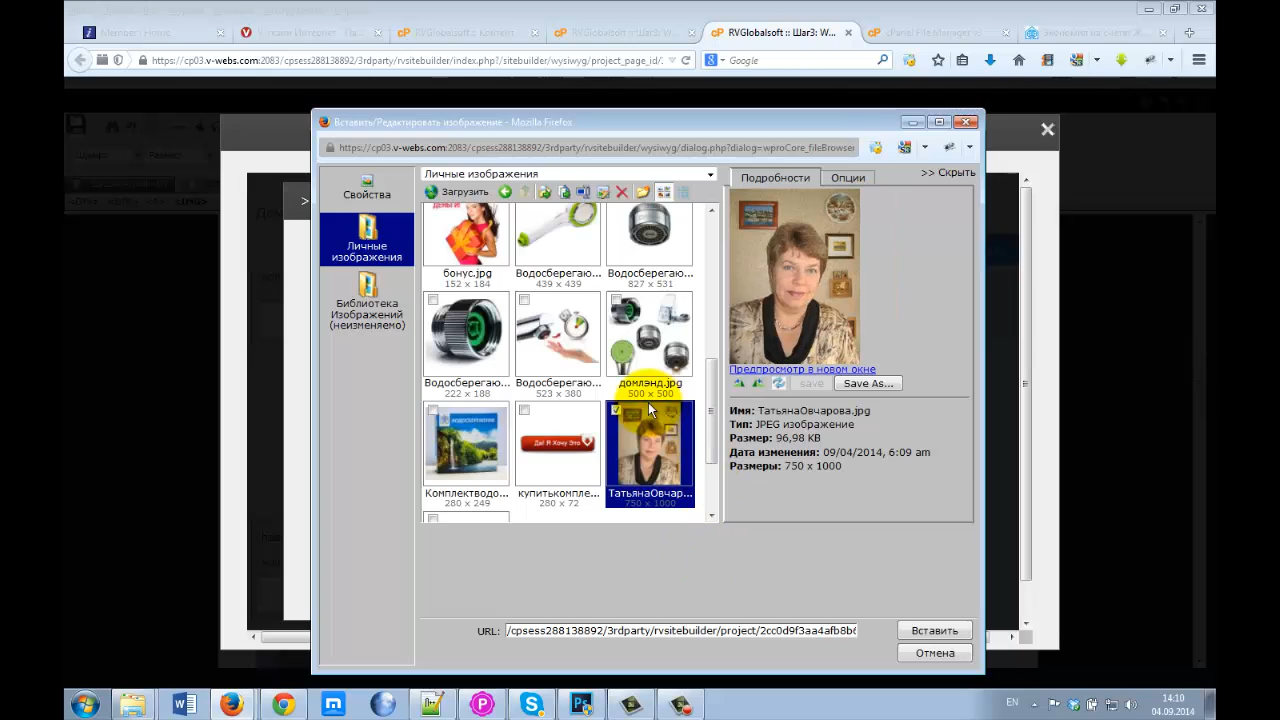 RVGlobalsoft :: Шаг3: W...
https://cp03.v-webs.com:2083/cpsess288138892/3rdparty/rvsitebuilder/index.php?/sitebuilder/wysiwyg/project_page_id/
Google
Вставить/Редактировать изображение - Mozilla Firefox
https://cp03.v-webs.com:2083/cpsess288138892/3rdparty/rvsitebuilder/wysiwyg/dialog.php?dialog=wproCore_fileBrowser
Свойства
Личные изображения
Библиотека Изображений (неизменяемо)
Личные изображения
Загрузить
бонус.jpg
152 x 184
Водосберегаю...
439 x 439
Водосберегаю...
827 x 531
Водосберегаю...
222 x 188
Водосберегаю...
523 x 380
домлэнд.jpg
500 x 500
Комплектводо...
280 x 249
Да! Я Хочу Это
купитькомпле...
280 x 72
ТатьянаОвчар...
750 x 1000
Подробности
Опции
>> Скрыть
Предпросмотр в новом окне
save
Save As...
Имя: ТатьянаОвчарова.jpg
Тип: JPEG изображение
Размер: 96,98 KB
Дата изменения: 09/04/2014, 6:09 am
Размеры: 750 x 1000
URL: /cpsess288138892/3rdparty/rvsitebuilder/project/2cc0d9f3aa4afb8b6
Вставить
Отмена
EN
14:10
04.09.2014